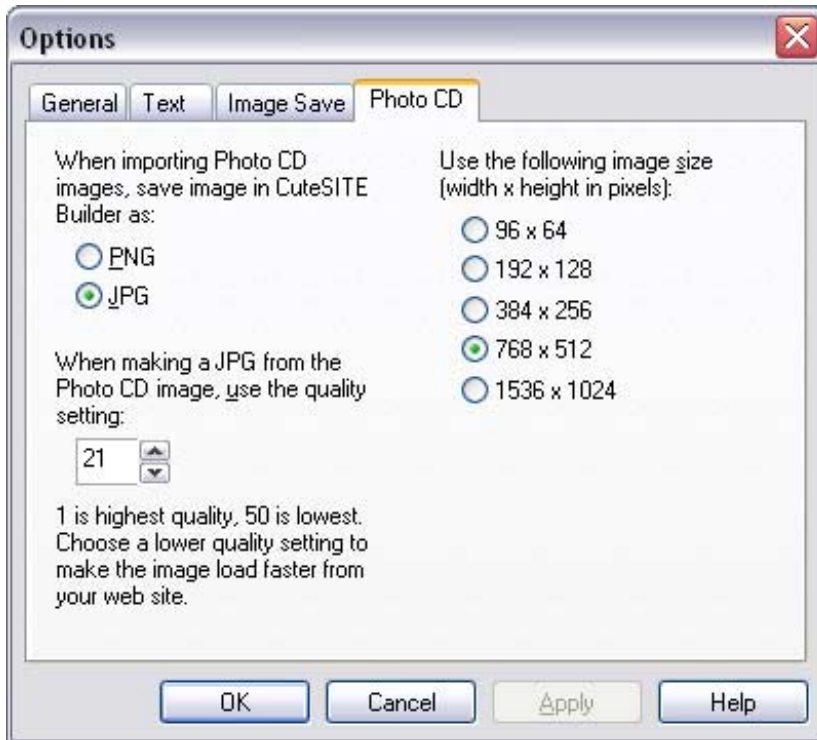 Options
General Text Image Save Photo CD
When importing Photo CD
images, save image in CuteSITE
Builder as:
PNG
JPG
When making a JPG from the
Photo CD image, use the quality
setting:
21
1 is highest quality, 50 is lowest.
Choose a lower quality setting to
make the image load faster from
your web site.
Use the following image size
(width x height in pixels):
96 x 64
192 x 128
384 x 256
768 x 512
1536 x 1024
OK Cancel Apply Help